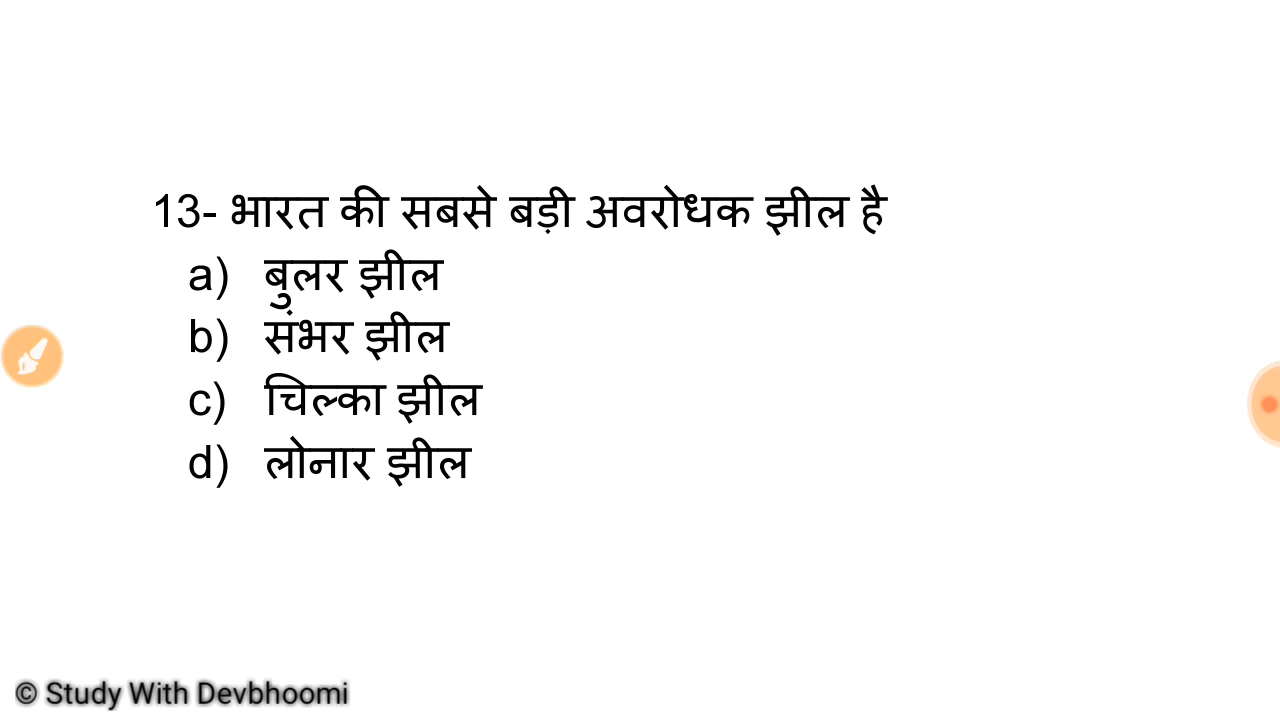 13- भारत की सबसे बड़ी अवरोधक झील है
a) बुलर झील
b) संभर झील
c) चिल्का झील
d) लोनार झील
© Study With Devbhoomi